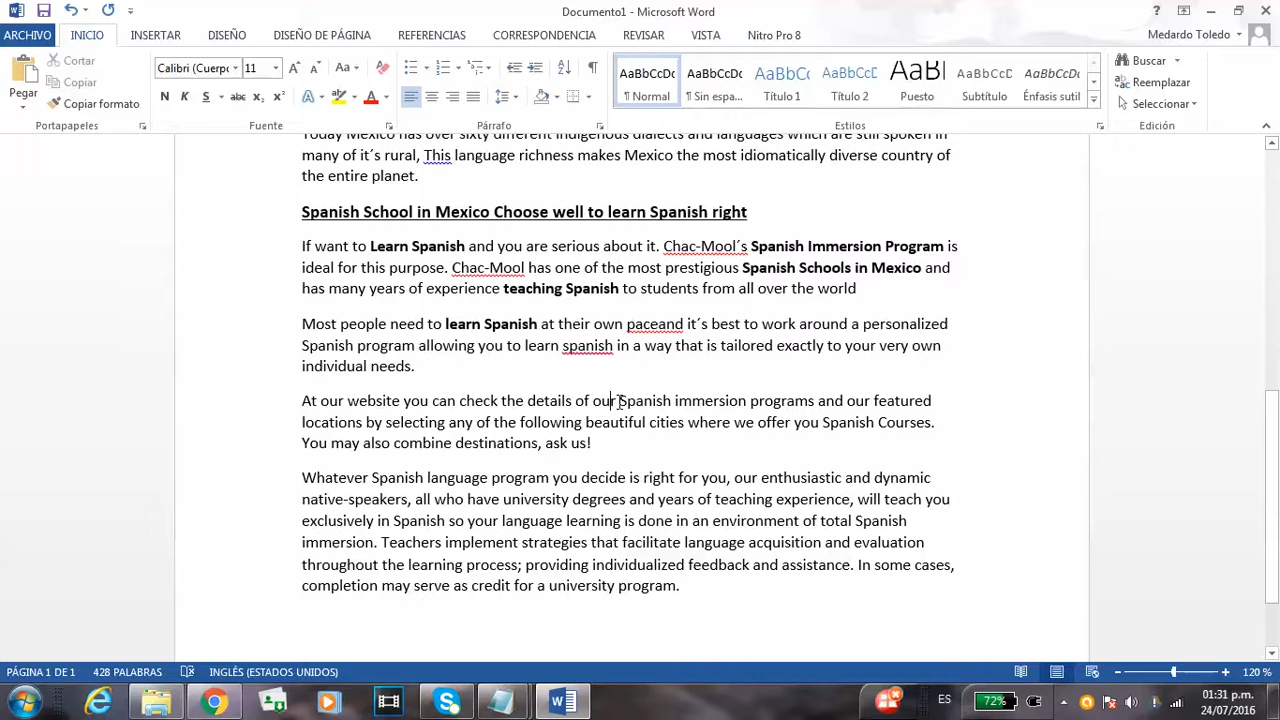 Documento1 - Microsoft Word
?
ARCHIVO INICIO INSERTAR DISEÑO DISEÑO DE PÁGINA REFERENCIAS CORRESPONDENCIA REVISAR VISTA Nitro Pro 8 Medardo Toledo
Pegar
Cortar
Copiar
Copiar formato
Portapapeles
Calibri (Cuerpo 11
N K S abc x₂ x²
Fuente
Párrafo
AaBbCcDc AaBbCcDc AaBbCc AaBbCcD AaBl AaBbCcD AaBbCcDc
¶ Normal ¶ Sin espa... Título 1 Título 2 Puesto Subtítulo Énfasis sutil
Estilos
Buscar
Reemplazar
Seleccionar
Edición
Today Mexico has over sixty different indigenous dialects and languages which are still spoken in
many of it´s rural, This language richness makes Mexico the most idiomatically diverse country of
the entire planet.
Spanish School in Mexico Choose well to learn Spanish right
If want to Learn Spanish and you are serious about it. Chac-Mool´s Spanish Immersion Program is
ideal for this purpose. Chac-Mool has one of the most prestigious Spanish Schools in Mexico and
has many years of experience teaching Spanish to students from all over the world
Most people need to learn Spanish at their own paceand it´s best to work around a personalized
Spanish program allowing you to learn spanish in a way that is tailored exactly to your very own
individual needs.
At our website you can check the details of our Spanish immersion programs and our featured
locations by selecting any of the following beautiful cities where we offer you Spanish Courses.
You may also combine destinations, ask us!
Whatever Spanish language program you decide is right for you, our enthusiastic and dynamic
native-speakers, all who have university degrees and years of teaching experience, will teach you
exclusively in Spanish so your language learning is done in an environment of total Spanish
immersion. Teachers implement strategies that facilitate language acquisition and evaluation
throughout the learning process; providing individualized feedback and assistance. In some cases,
completion may serve as credit for a university program.
PÁGINA 1 DE 1 428 PALABRAS INGLÉS (ESTADOS UNIDOS) 120 %
ES 72% 01:31 p.m.
24/07/2016